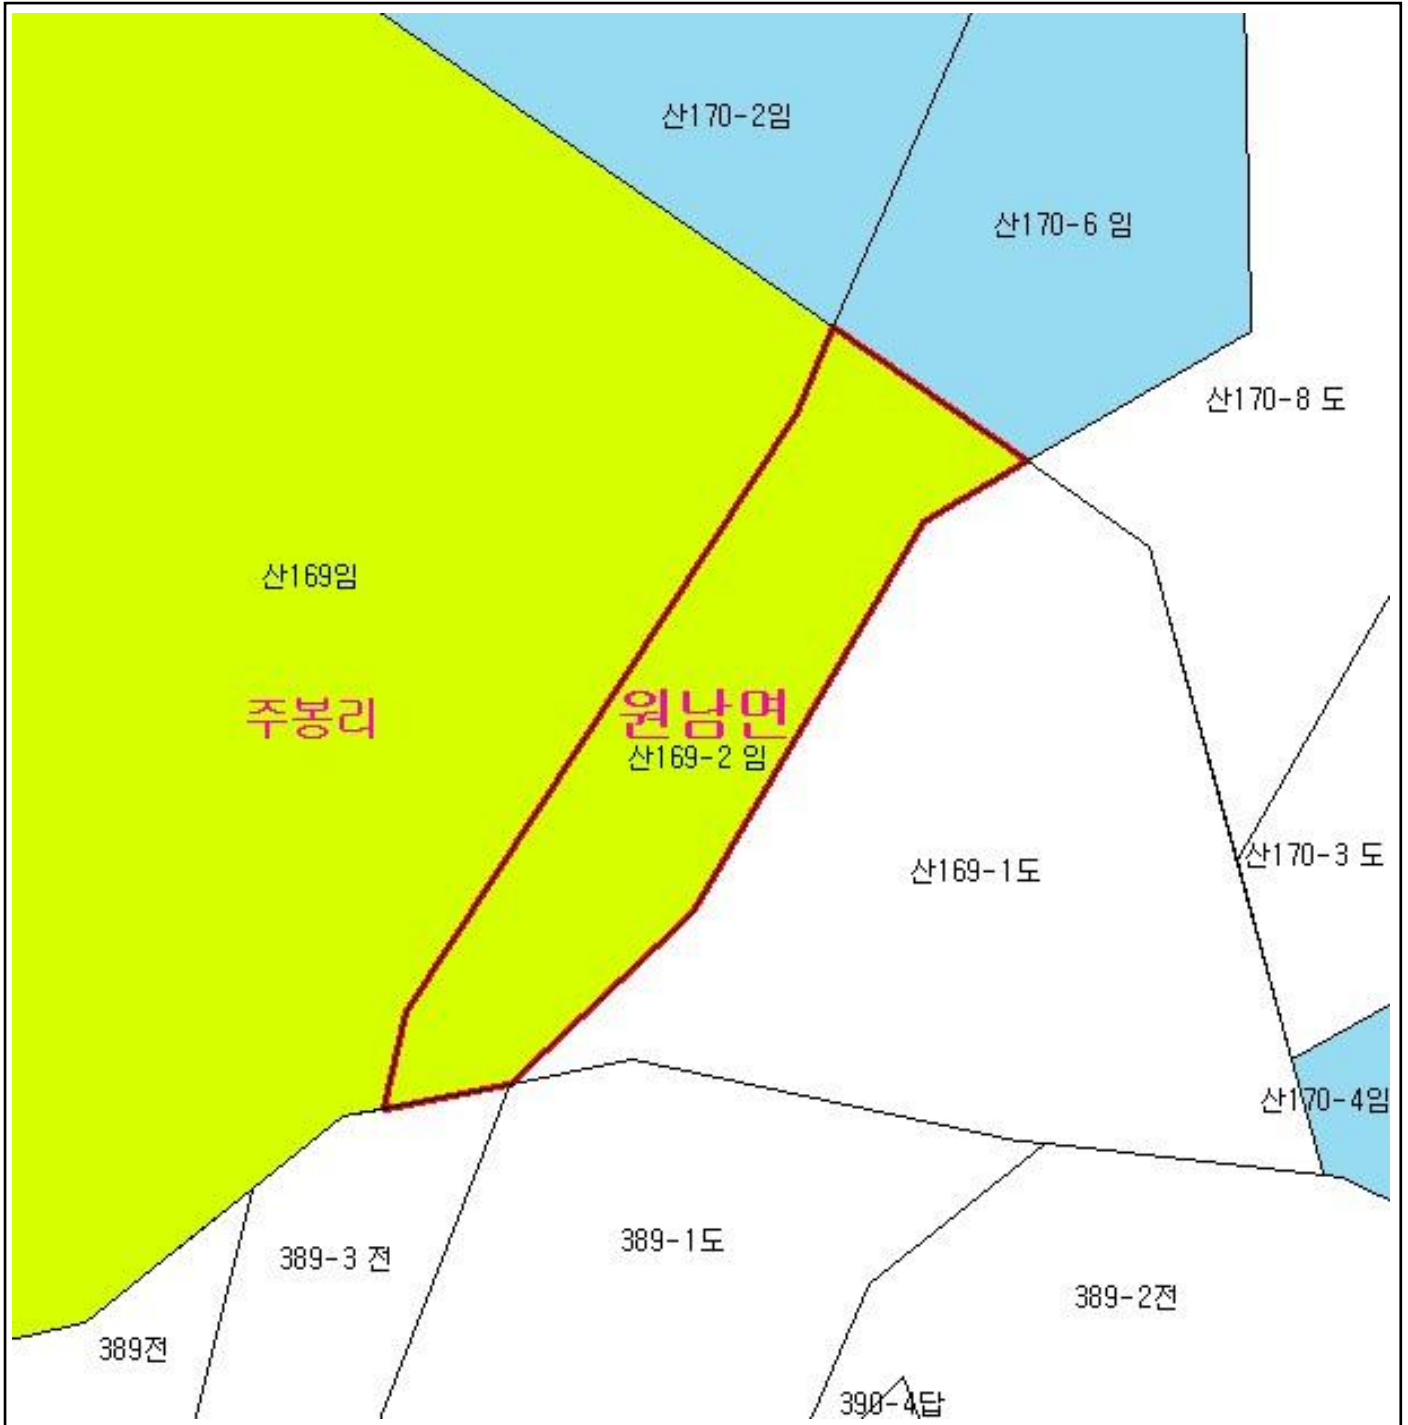 산170-2임
산170-6 임
산170-8 도
산169임
주봉리
원남면
산169-2 임
산169-1도
산170-3 도
산170-4임
389-1도
389-3 전
389-2전
389전
390-4답